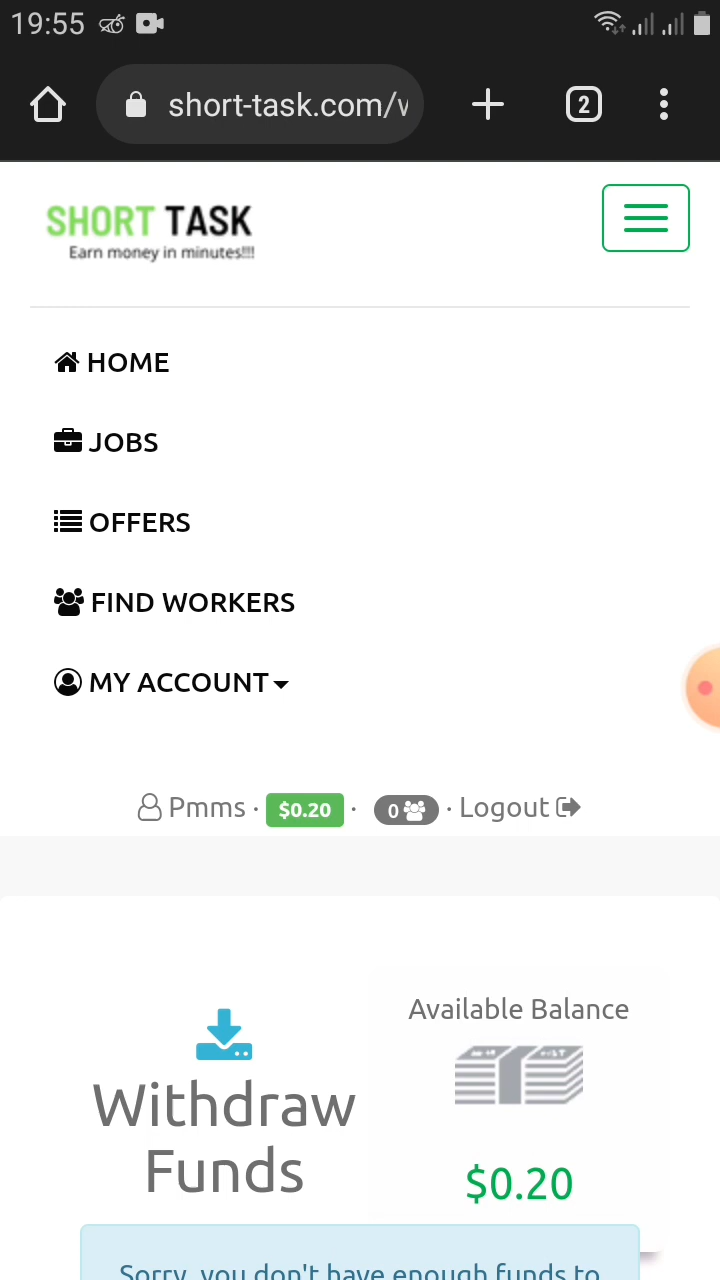 19:55
short-task.com/w
2
SHORT TASK
Earn money in minutes!!!
HOME
JOBS
OFFERS
FIND WORKERS
MY ACCOUNT
Pmms · $0.20 · 0 · Logout
Available Balance
Withdraw
Funds
$0.20
Sorry, you don't have enough funds to